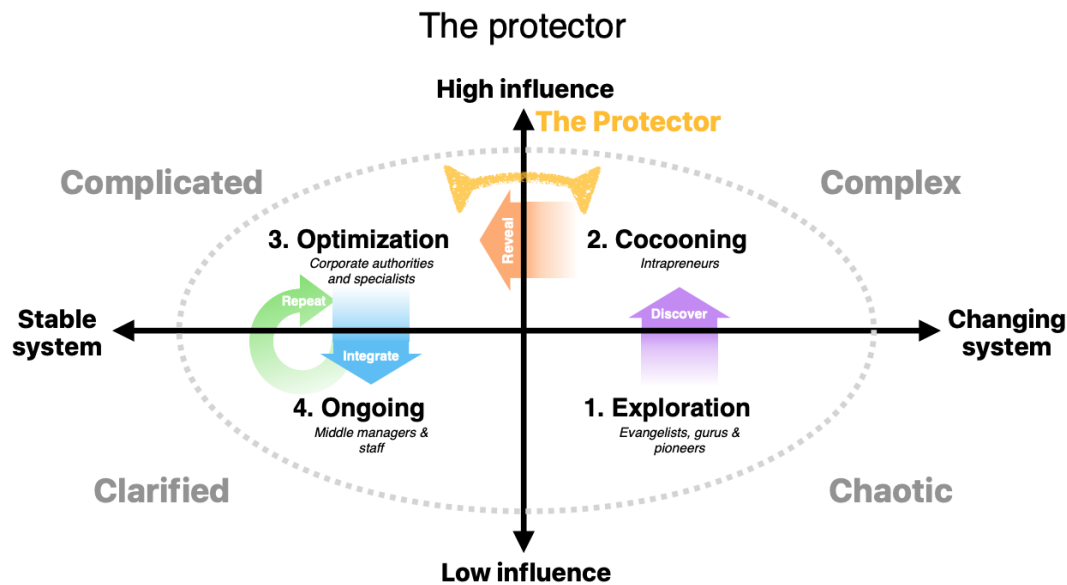 The protector
High influence
The Protector
Complicated
Complex
3. Optimization
Corporate authorities
and specialists
Reveal
2. Cocooning
Intrapreneurs
Repeat
Discover
Stable
system
Changing
system
Integrate
4. Ongoing
Middle managers &
staff
1. Exploration
Evangelists, gurus &
pioneers
Clarified
Chaotic
Low influence